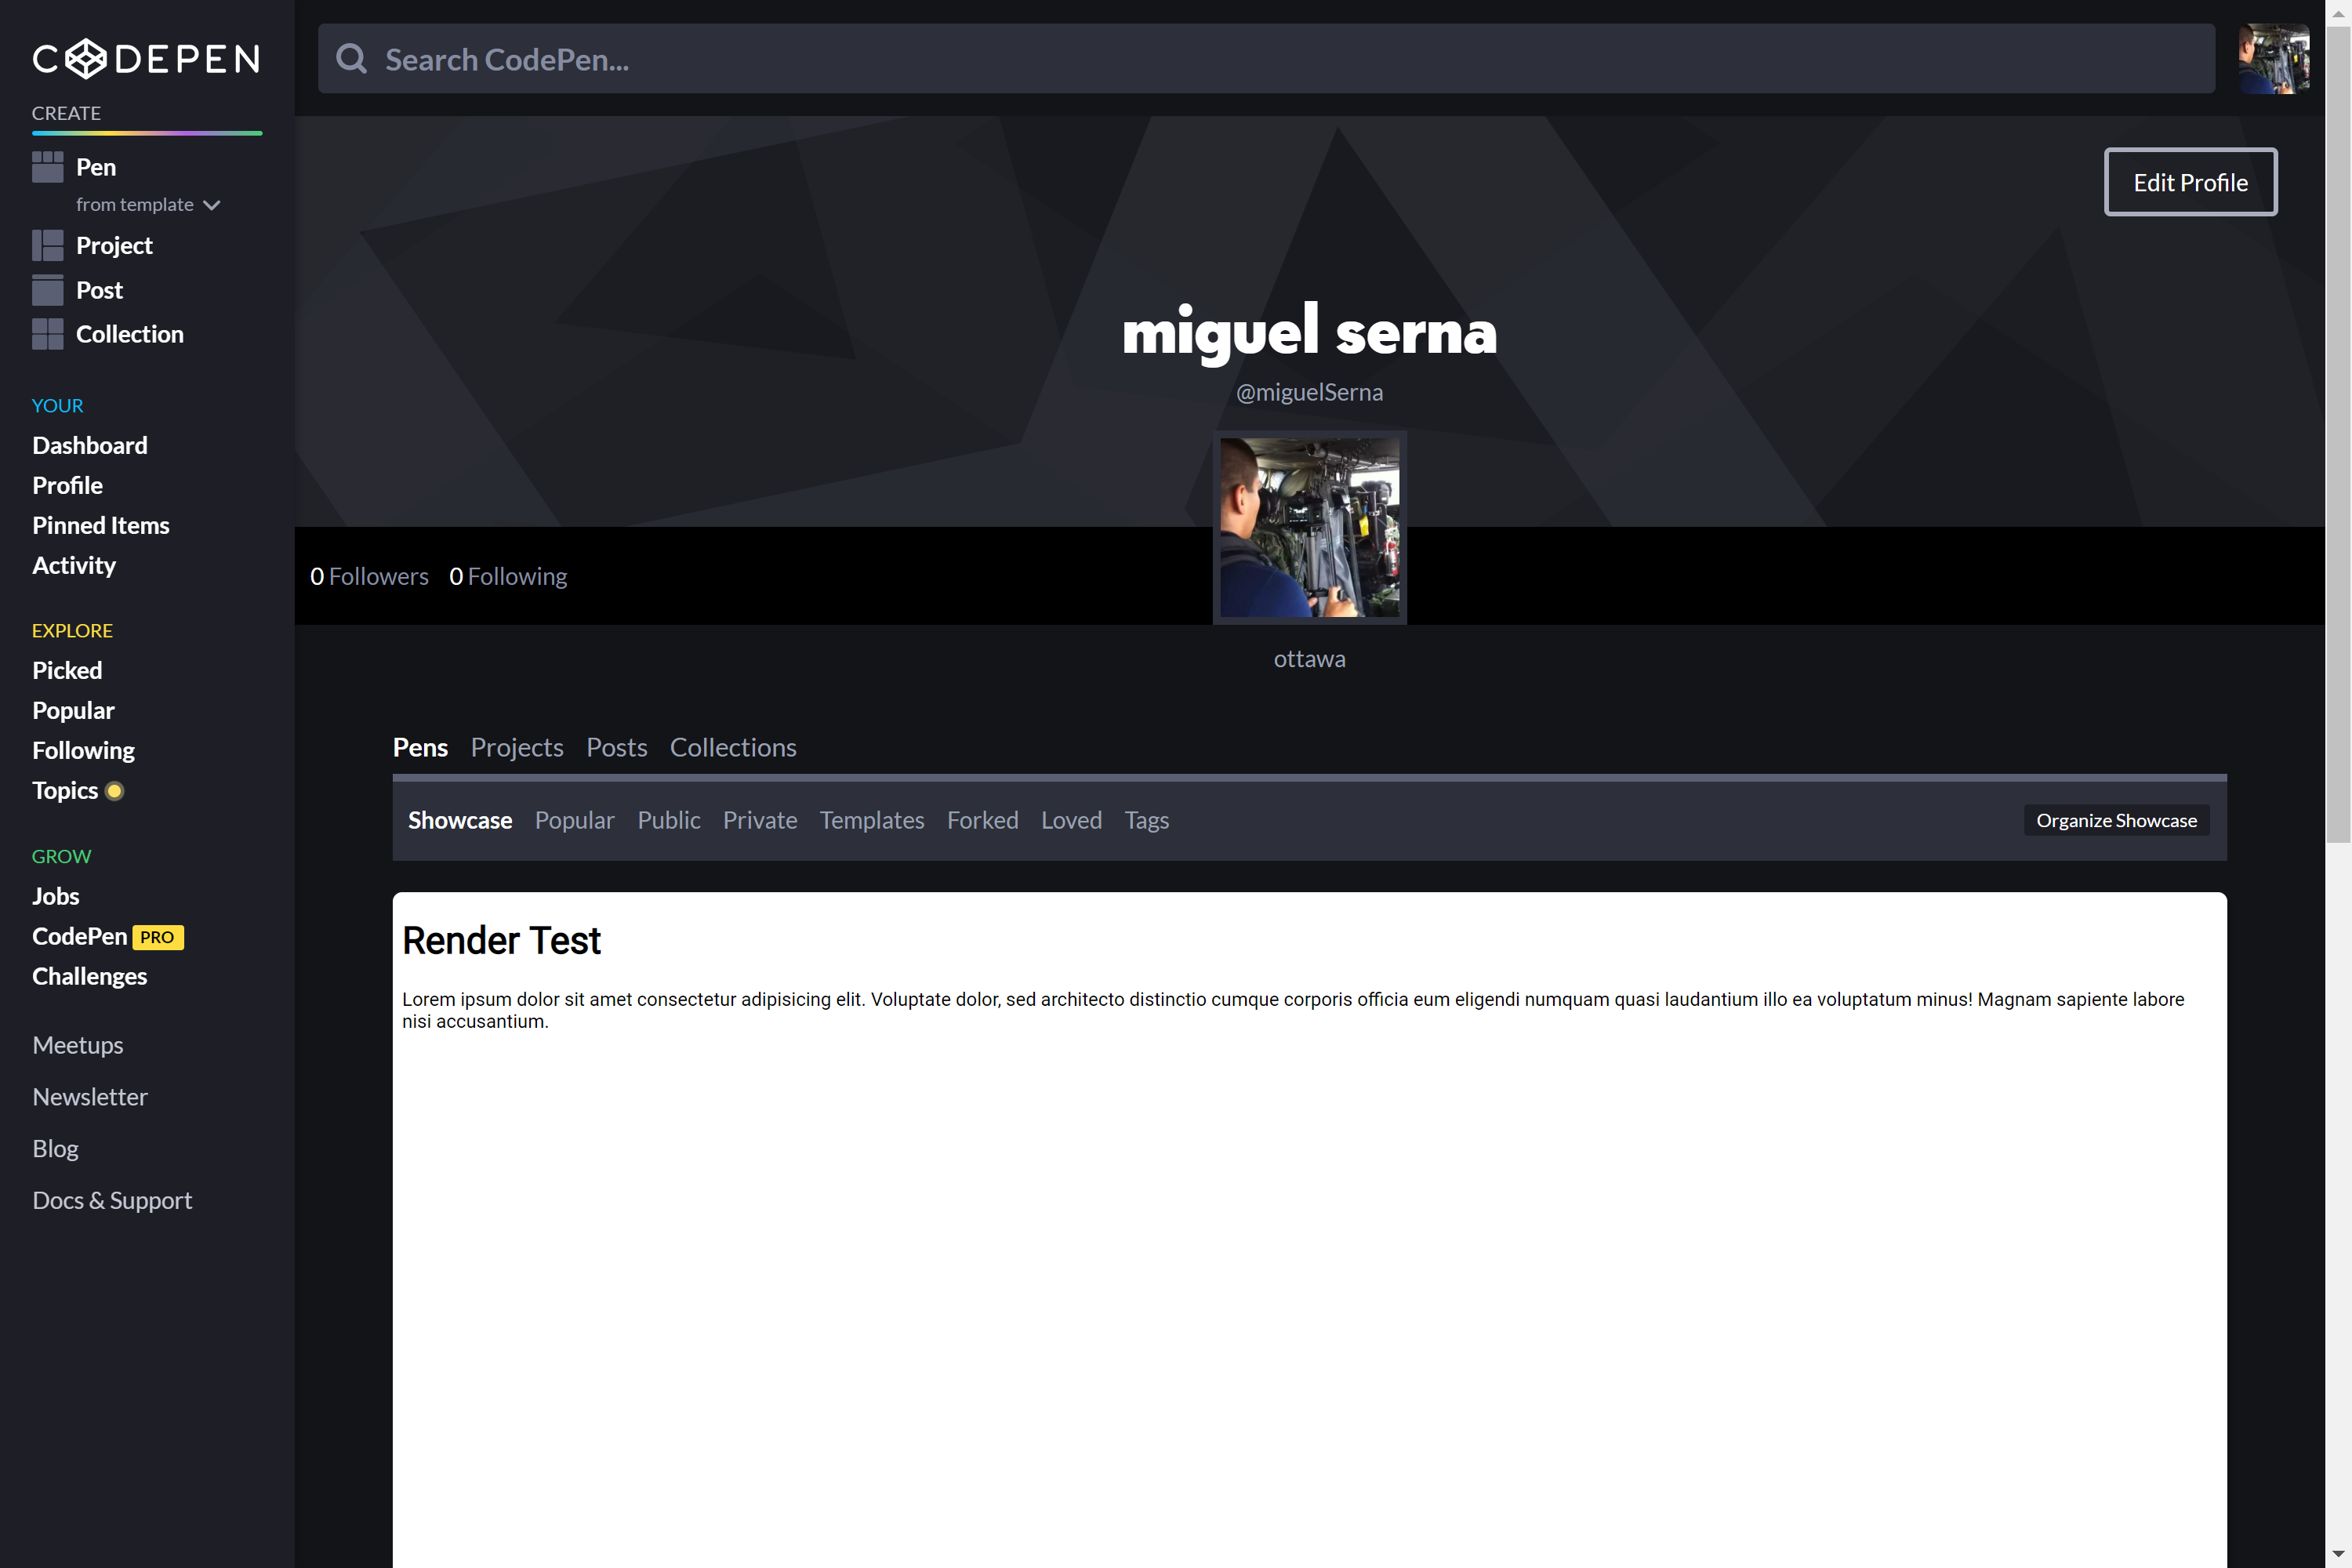 CODEPEN
Search CodePen...
CREATE
Pen
from template
Project
Post
Collection
YOUR
Dashboard
Profile
Pinned Items
Activity
EXPLORE
Picked
Popular
Following
Topics
GROW
Jobs
CodePen PRO
Challenges
Meetups
Newsletter
Blog
Docs & Support
Edit Profile
miguel serna
@miguelSerna
0 Followers 0 Following
ottawa
Pens Projects Posts Collections
Showcase Popular Public Private Templates Forked Loved Tags Organize Showcase
Render Test
Lorem ipsum dolor sit amet consectetur adipisicing elit. Voluptate dolor, sed architecto distinctio cumque corporis officia eum eligendi numquam quasi laudantium illo ea voluptatum minus! Magnam sapiente labore
nisi accusantium.